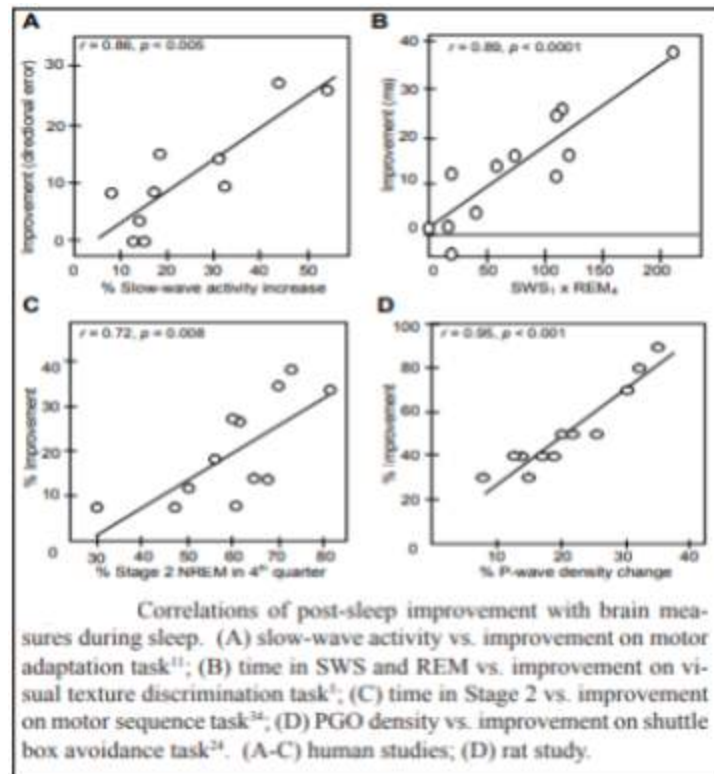 A
r = 0.86, p < 0.005
Improvement (directional error)
30
20
10
0
0 10 20 30 40 50
% Slow-wave activity increase
B
r = 0.89, p < 0.0001
Improvement (ms)
40
30
20
10
0
0 50 100 150 200
SWS₁ x REM₄
C
r = 0.72, p = 0.008
% Improvement
40
30
20
10
0
30 40 50 60 70 80
% Stage 2 NREM in 4th quarter
D
r = 0.95, p < 0.001
% Improvement
100
80
60
40
20
0
10 20 30 40
% P-wave density change
Correlations of post-sleep improvement with brain mea-
sures during sleep. (A) slow-wave activity vs. improvement on motor
adaptation task¹¹; (B) time in SWS and REM vs. improvement on vi-
sual texture discrimination task; (C) time in Stage 2 vs. improvement
on motor sequence task³⁴; (D) PGO density vs. improvement on shuttle
box avoidance task²⁴. (A-C) human studies; (D) rat study.